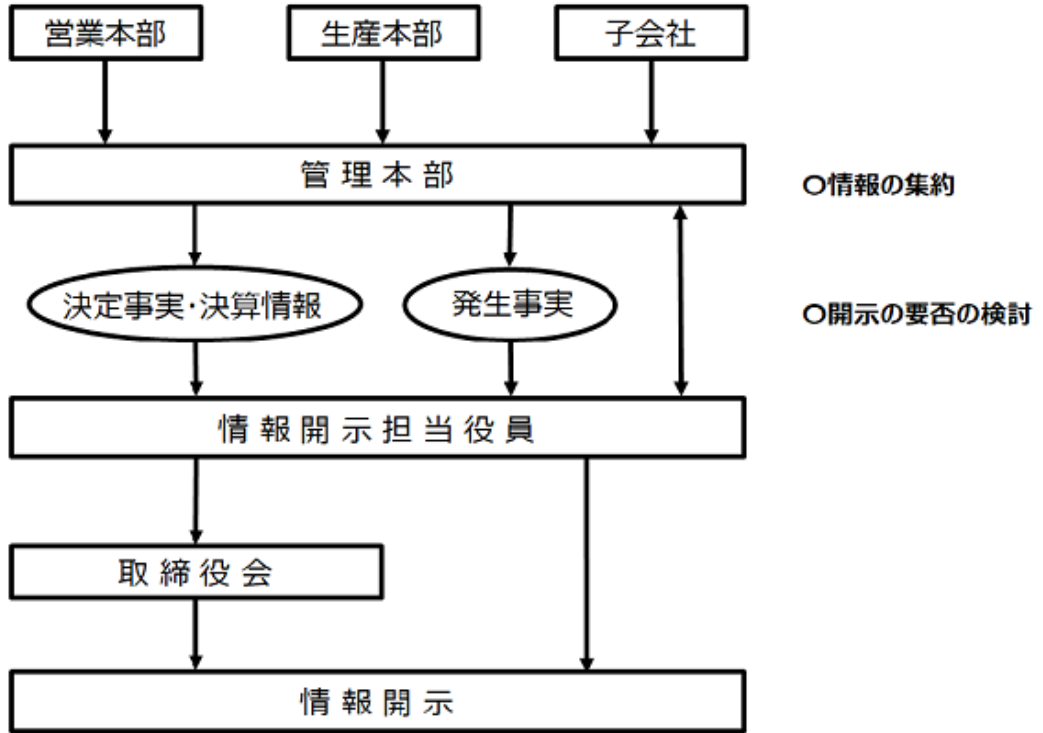 営業本部
生産本部
子会社
管理本部
〇情報の集約
決定事実・決算情報
発生事実
〇開示の要否の検討
情報開示担当役員
取締役会
情報開示